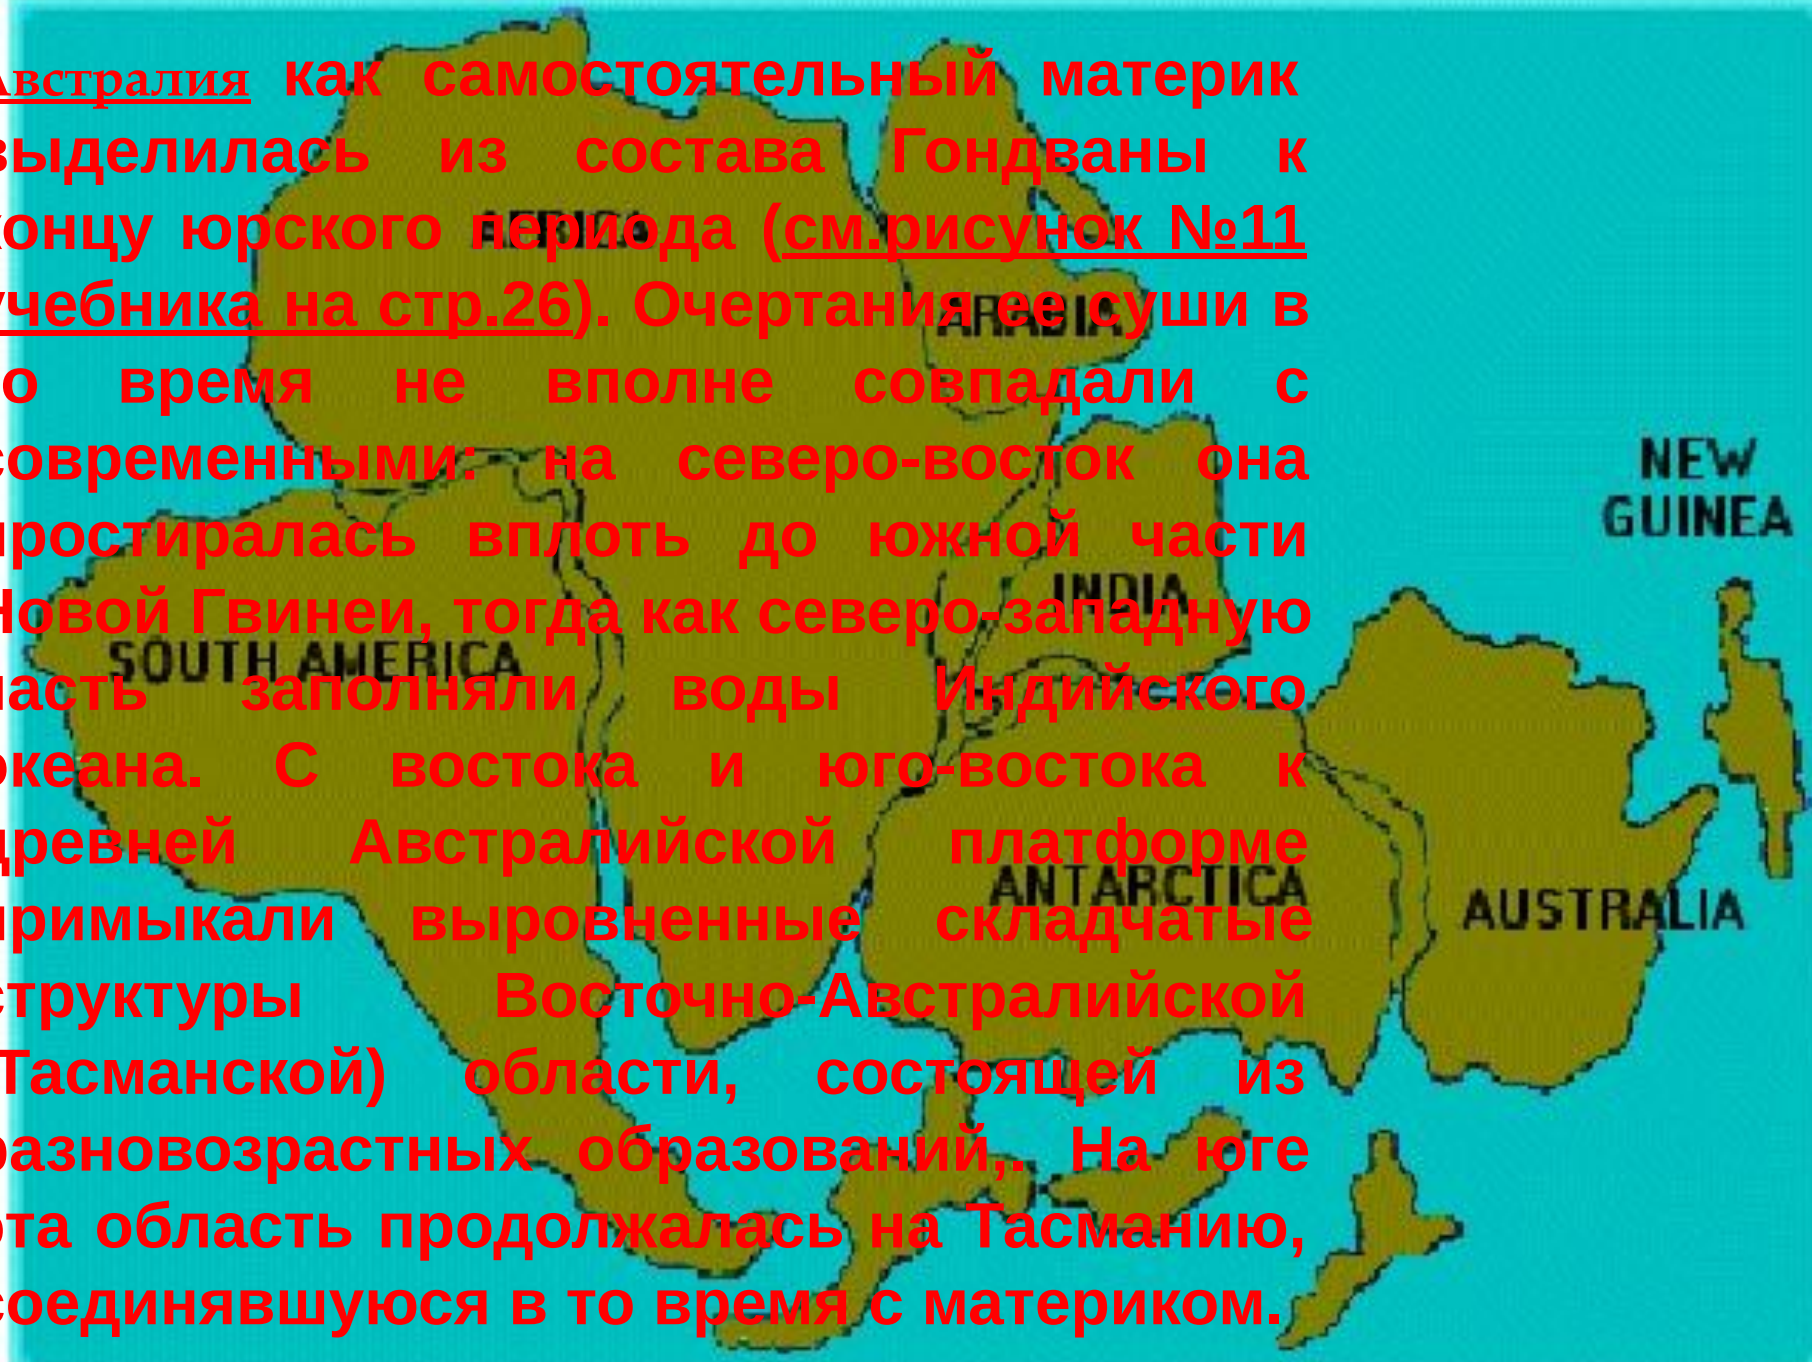 Австралия как самостоятельный материк
выделилась из состава Гондваны к
концу юрского периода (см.рисунок №11
учебника на стр.26). Очертания ее суши в
то время не вполне совпадали с
современными: на северо-восток она
простиралась вплоть до южной части
Новой Гвинеи, тогда как северо-западную
часть заполняли воды Индийского
океана. С востока и юго-востока к
древней Австралийской платформе
примыкали выровненные складчатые
структуры Восточно-Австралийской
(Тасманской) области, состоящей из
разновозрастных образований,. На юге
эта область продолжалась на Тасманию,
соединявшуюся в то время с материком.
AFRICA
ARABIA
NEW
GUINEA
INDIA
SOUTH AMERICA
ANTARCTICA
AUSTRALIA